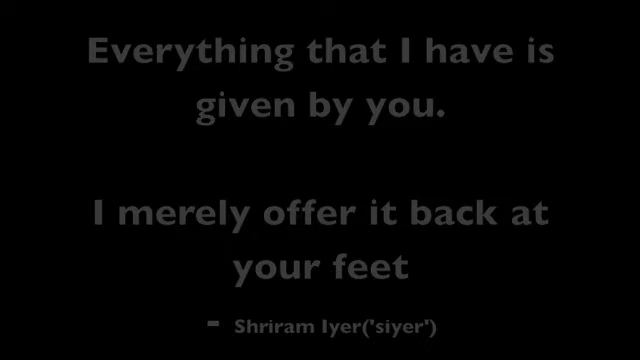 Everything that I have is
given by you.
I merely offer it back at
your feet
- Shriram Iyer('siyer')